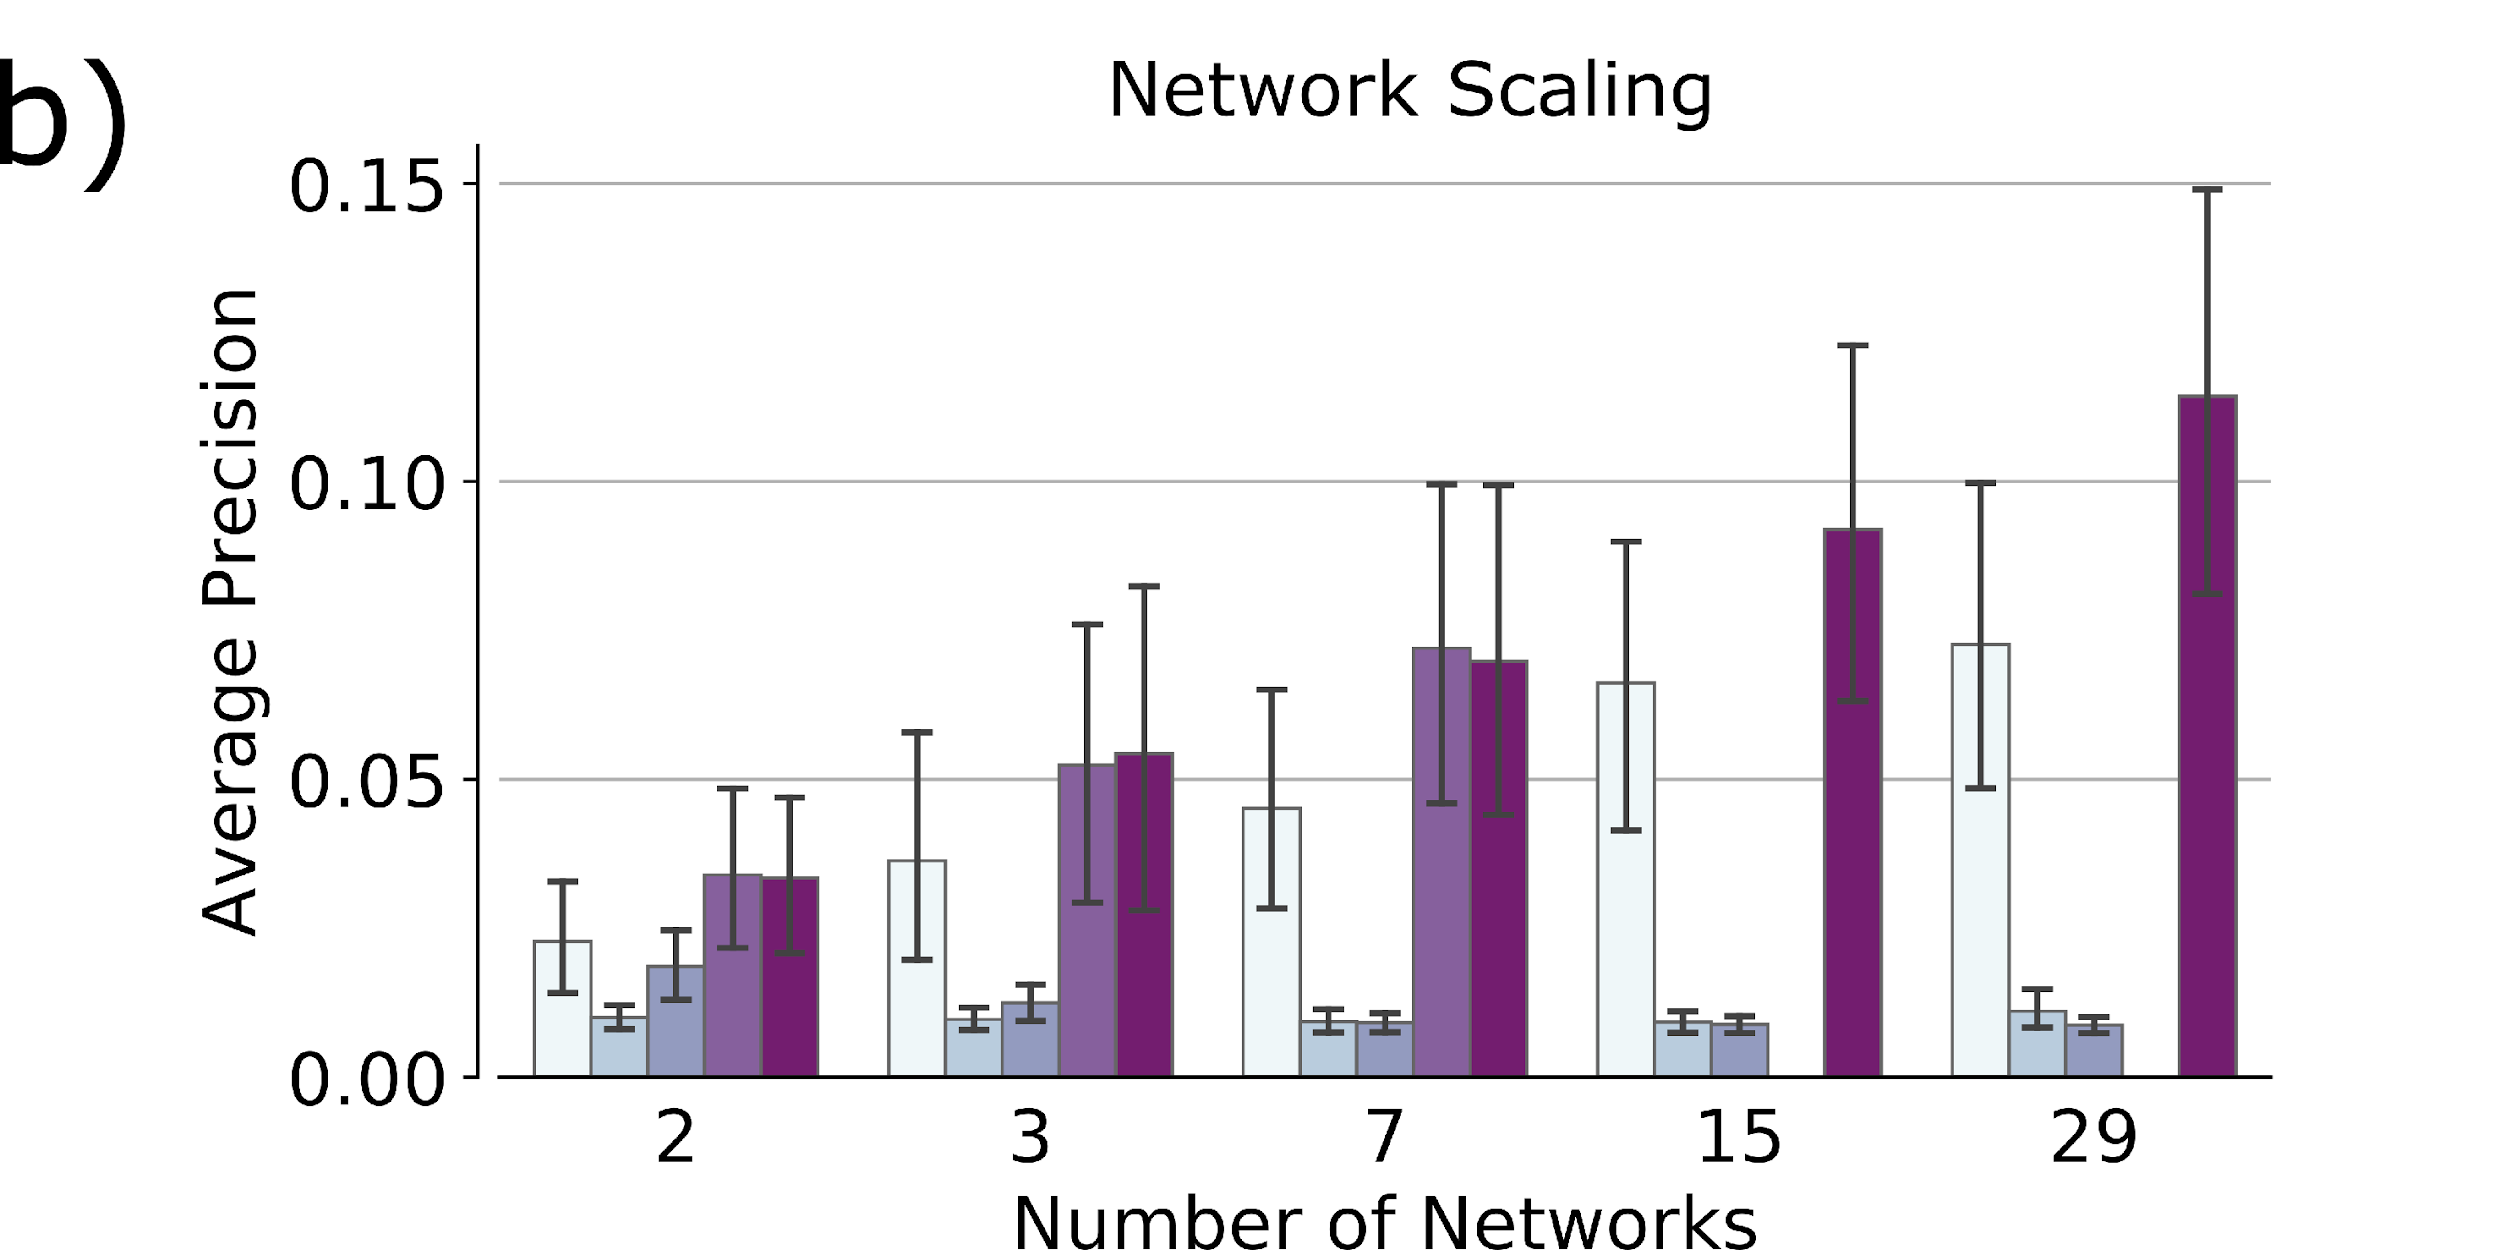 b)
Network Scaling
0.15
0.10
0.05
0.00
Average Precision
2 3 7 15 29
Number of Networks